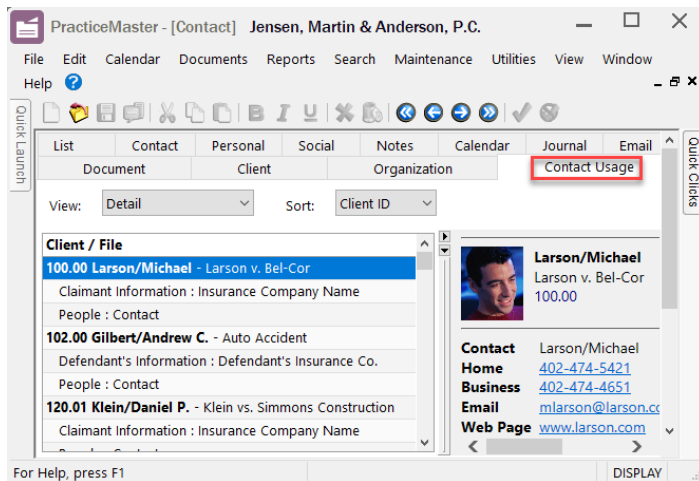 PracticeMaster - [Contact] Jensen, Martin & Anderson, P.C.
File Edit Calendar Documents Reports Search Maintenance Utilities View Window
Help
B I U
Quick Launch
Quick Clicks
List Contact Personal Social Notes Calendar Journal Email
Document Client Organization Contact Usage
View: Detail Sort: Client ID
Client / File
100.00 Larson/Michael - Larson v. Bel-Cor
Claimant Information : Insurance Company Name
People : Contact
102.00 Gilbert/Andrew C. - Auto Accident
Defendant's Information : Defendant's Insurance Co.
People : Contact
120.01 Klein/Daniel P. - Klein vs. Simmons Construction
Claimant Information : Insurance Company Name
Larson/Michael
Larson v. Bel-Cor
100.00
Contact Larson/Michael
Home 402-474-5421
Business 402-474-4651
Email mlarson@larson.cc
Web Page www.larson.com
For Help, press F1 DISPLAY